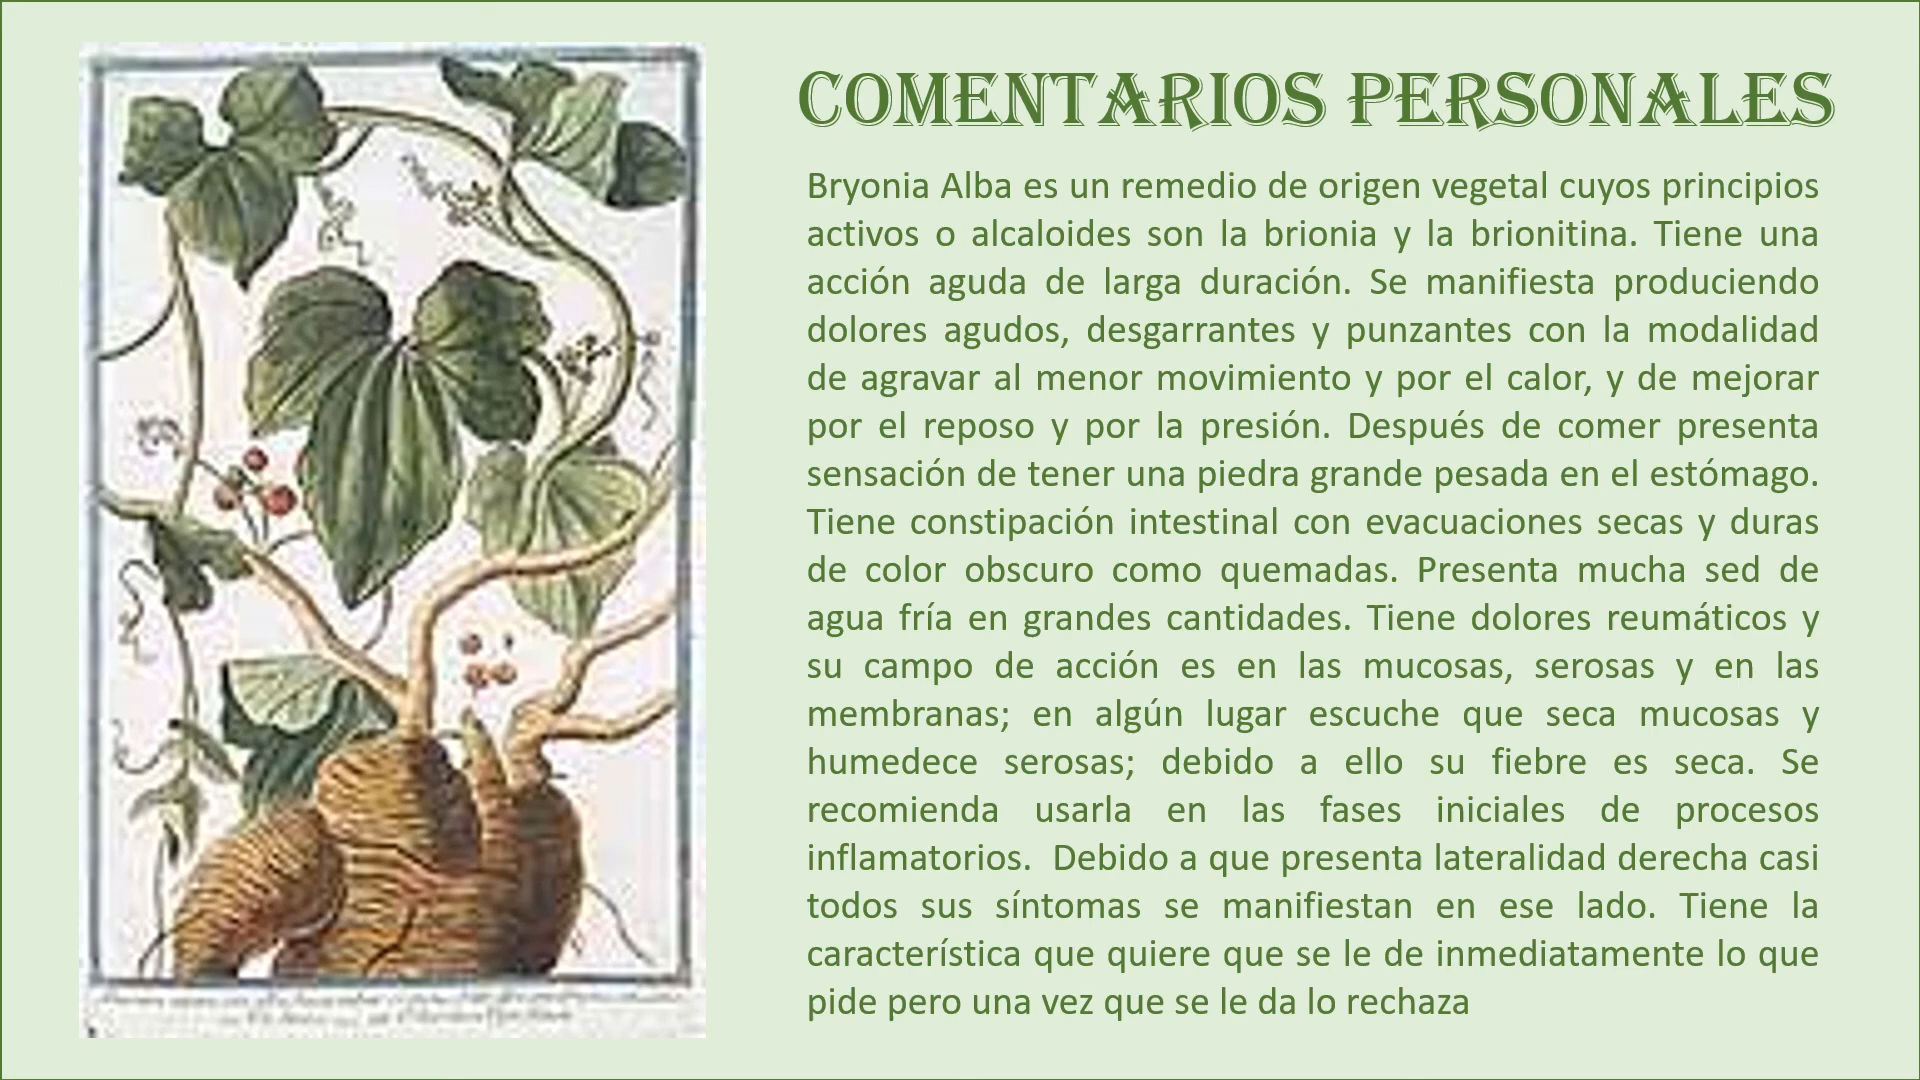 COMENTARIOS PERSONALES
Bryonia Alba es un remedio de origen vegetal cuyos principios
activos o alcaloides son la brionia y la brionitina. Tiene una
acción aguda de larga duración. Se manifiesta produciendo
dolores agudos, desgarrantes y punzantes con la modalidad
de agravar al menor movimiento y por el calor, y de mejorar
por el reposo y por la presión. Después de comer presenta
sensación de tener una piedra grande pesada en el estómago.
Tiene constipación intestinal con evacuaciones secas y duras
de color obscuro como quemadas. Presenta mucha sed de
agua fría en grandes cantidades. Tiene dolores reumáticos y
su campo de acción es en las mucosas, serosas y en las
membranas; en algún lugar escuche que seca mucosas y
humedece serosas; debido a ello su fiebre es seca. Se
recomienda usarla en las fases iniciales de procesos
inflamatorios. Debido a que presenta lateralidad derecha casi
todos sus síntomas se manifiestan en ese lado. Tiene la
característica que quiere que se le de inmediatamente lo que
pide pero una vez que se le da lo rechaza